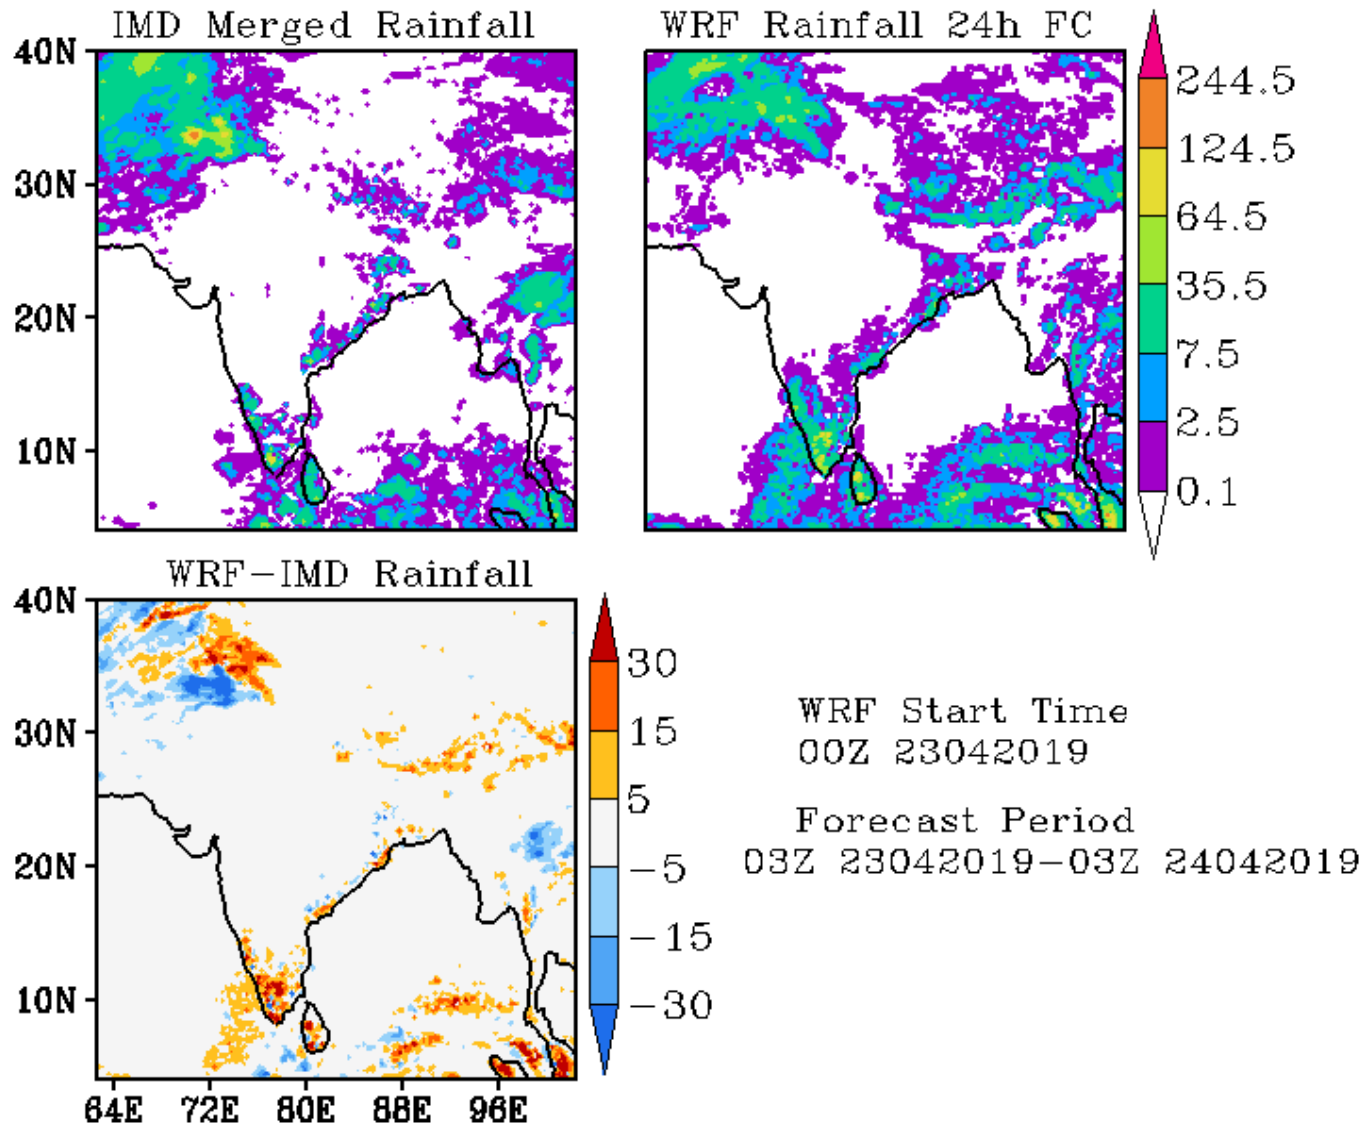 IMD Merged Rainfall
WRF Rainfall 24h FC
40N
30N
20N
10N
244.5
124.5
64.5
35.5
7.5
2.5
0.1
WRF-IMD Rainfall
40N
30N
20N
10N
64E 72E 80E 88E 96E
30
15
5
-5
-15
-30
WRF Start Time
00Z 23042019
Forecast Period
03Z 23042019-03Z 24042019